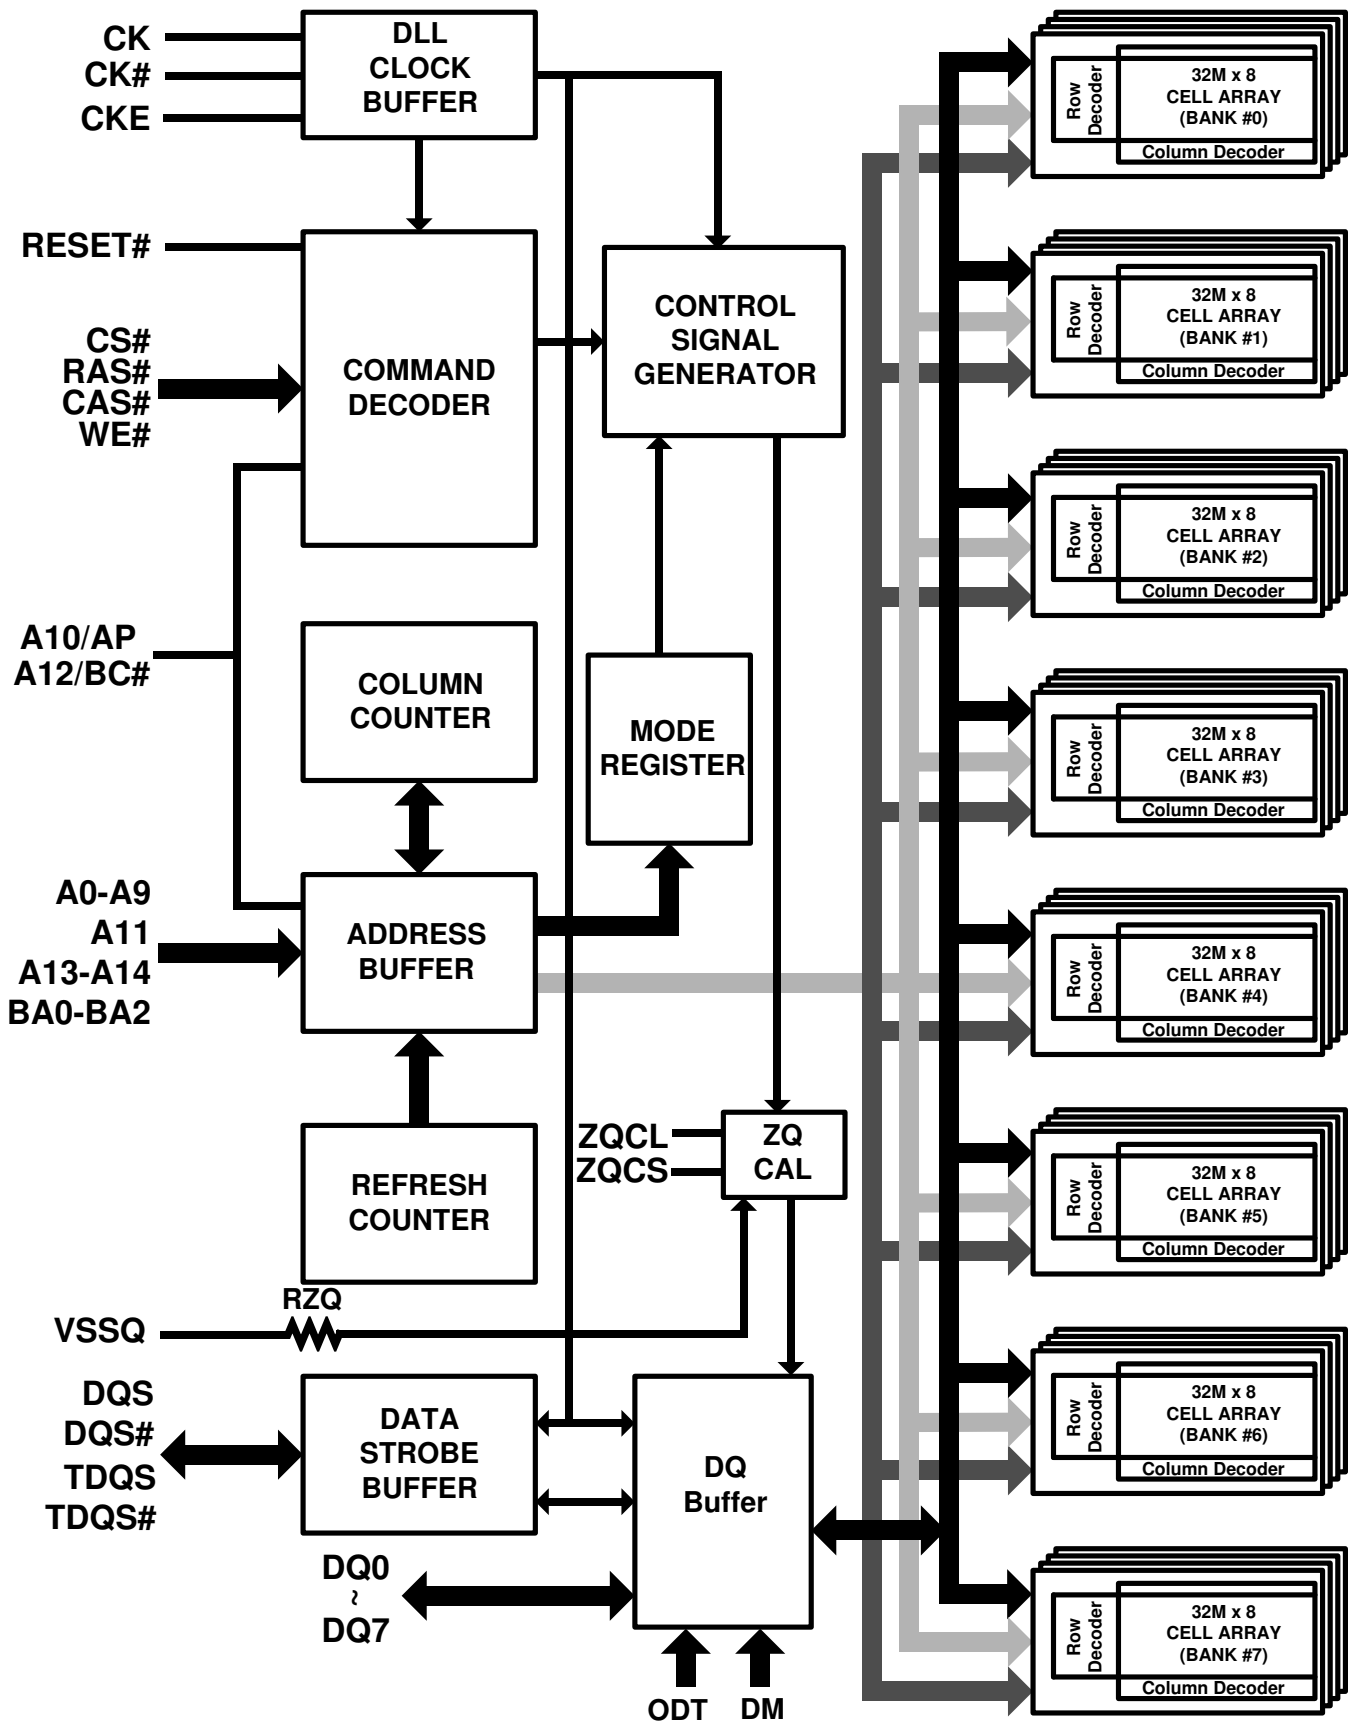 CK
CK#
CKE
DLL
CLOCK
BUFFER
RESET#
CS#
RAS#
CAS#
WE#
COMMAND
DECODER
CONTROL
SIGNAL
GENERATOR
A10/AP
A12/BC#
COLUMN
COUNTER
MODE
REGISTER
A0-A9
A11
A13-A14
BA0-BA2
ADDRESS
BUFFER
REFRESH
COUNTER
ZQCL
ZQCS
ZQ
CAL
RZQ
VSSQ
DQS
DQS#
TDQS
TDQS#
DATA
STROBE
BUFFER
DQ
Buffer
DQ0
~
DQ7
ODT
DM
Row
Decoder
32M x 8
CELL ARRAY
(BANK #0)
Column Decoder
Row
Decoder
32M x 8
CELL ARRAY
(BANK #1)
Column Decoder
Row
Decoder
32M x 8
CELL ARRAY
(BANK #2)
Column Decoder
Row
Decoder
32M x 8
CELL ARRAY
(BANK #3)
Column Decoder
Row
Decoder
32M x 8
CELL ARRAY
(BANK #4)
Column Decoder
Row
Decoder
32M x 8
CELL ARRAY
(BANK #5)
Column Decoder
Row
Decoder
32M x 8
CELL ARRAY
(BANK #6)
Column Decoder
Row
Decoder
32M x 8
CELL ARRAY
(BANK #7)
Column Decoder